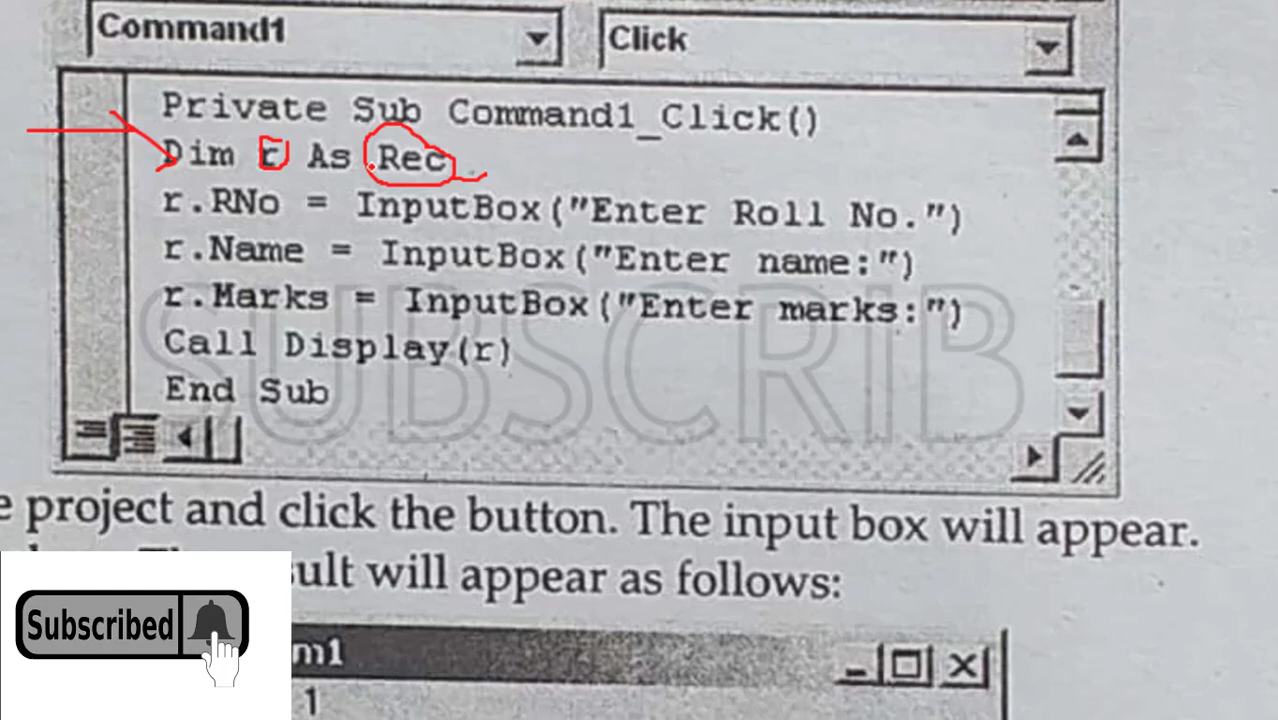 Command1
Click
Private Sub Command1_Click()
Dim r As Rec
r.RNo = InputBox("Enter Roll No.")
r.Name = InputBox("Enter name:")
r.Marks = InputBox("Enter marks:")
Call Display(r)
End Sub
SUBSCRIB
e project and click the button. The input box will appear.
sult will appear as follows:
Subscribed
m1
1